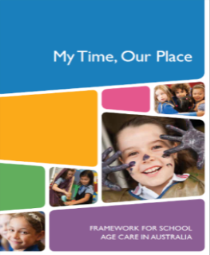 My Time, Our Place
FRAMEWORK FOR SCHOOL
AGE CARE IN AUSTRALIA